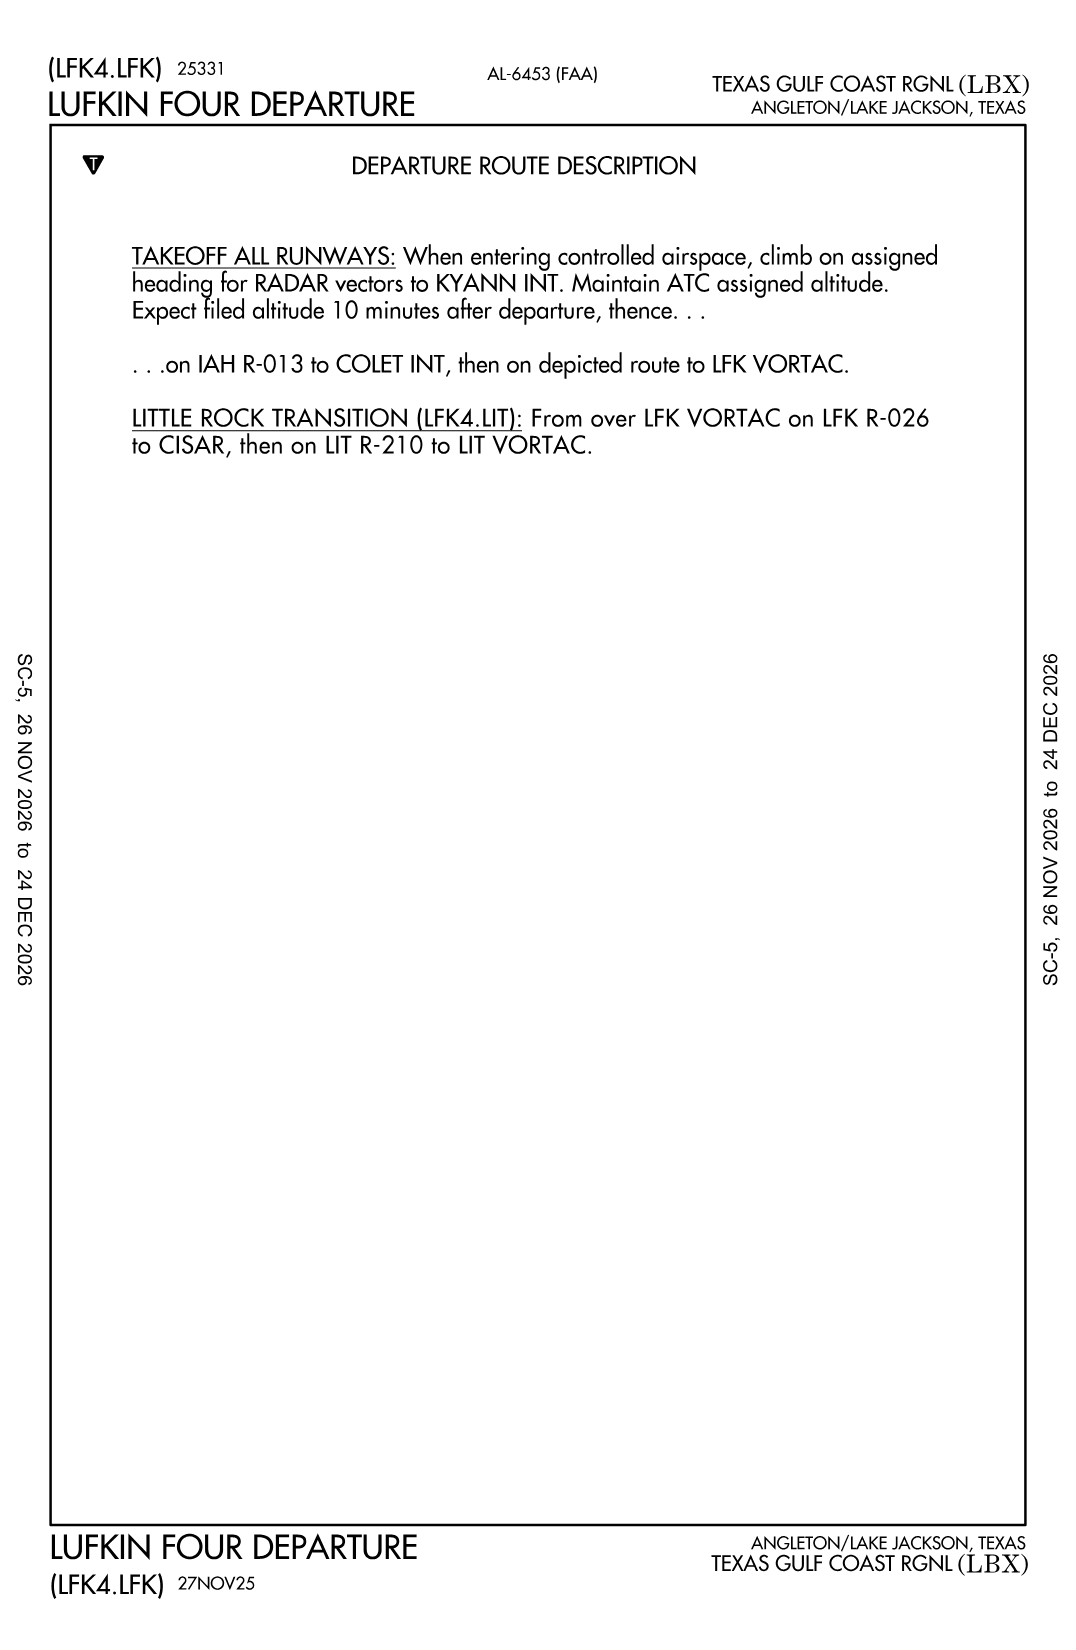 (LFK4.LFK) 25331
AL-6453 (FAA)
TEXAS GULF COAST RGNL (LBX)
LUFKIN FOUR DEPARTURE
ANGLETON/LAKE JACKSON, TEXAS
T
DEPARTURE ROUTE DESCRIPTION
TAKEOFF ALL RUNWAYS: When entering controlled airspace, climb on assigned
heading for RADAR vectors to KYANN INT. Maintain ATC assigned altitude.
Expect filed altitude 10 minutes after departure, thence. . .
. . .on IAH R-013 to COLET INT, then on depicted route to LFK VORTAC.
LITTLE ROCK TRANSITION (LFK4.LIT): From over LFK VORTAC on LFK R-026
to CISAR, then on LIT R-210 to LIT VORTAC.
SC-5, 26 NOV 2026 to 24 DEC 2026
SC-5, 26 NOV 2026 to 24 DEC 2026
LUFKIN FOUR DEPARTURE
ANGLETON/LAKE JACKSON, TEXAS
TEXAS GULF COAST RGNL (LBX)
(LFK4.LFK) 27NOV25